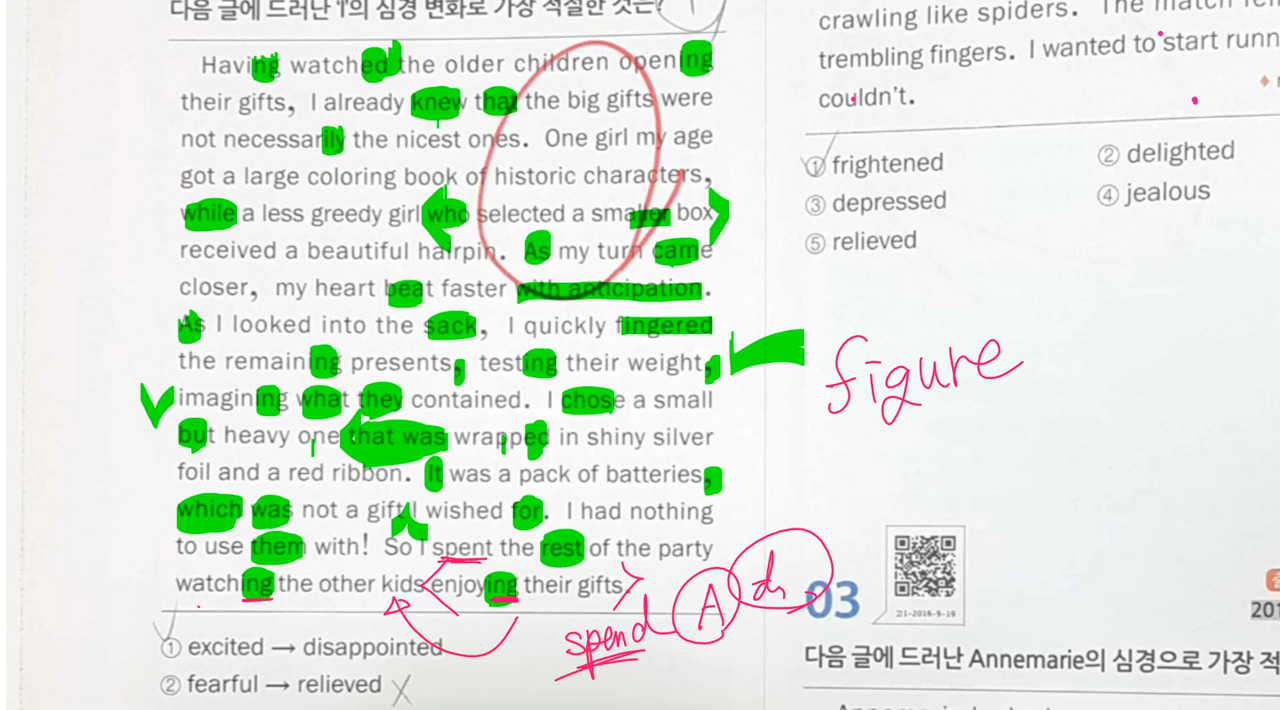 다음 글에 드러난 'I'의 심경 변화로 가장 적절한 것은?
Having watched the older children opening
their gifts, I already knew that the big gifts were
not necessarily the nicest ones. One girl my age
got a large coloring book of historic characters,
while a less greedy girl who selected a smaller box
received a beautiful hairpin. As my turn came
closer, my heart beat faster with anticipation.
As I looked into the sack, I quickly fingered
the remaining presents, testing their weight,
imagining what they contained. I chose a small
but heavy one that was wrapped in shiny silver
foil and a red ribbon. It was a pack of batteries,
which was not a gift I wished for. I had nothing
to use them with! So I spent the rest of the party
watching the other kids enjoying their gifts.
① excited → disappointed
② fearful → relieved
figure
spend A
crawling like spiders. The match
trembling fingers. I wanted to start
couldn't.
① frightened
② delighted
③ depressed
④ jealous
⑤ relieved
03
21-2016-9-19
201
다음 글에 드러난 Annemarie의 심경으로 가장 적